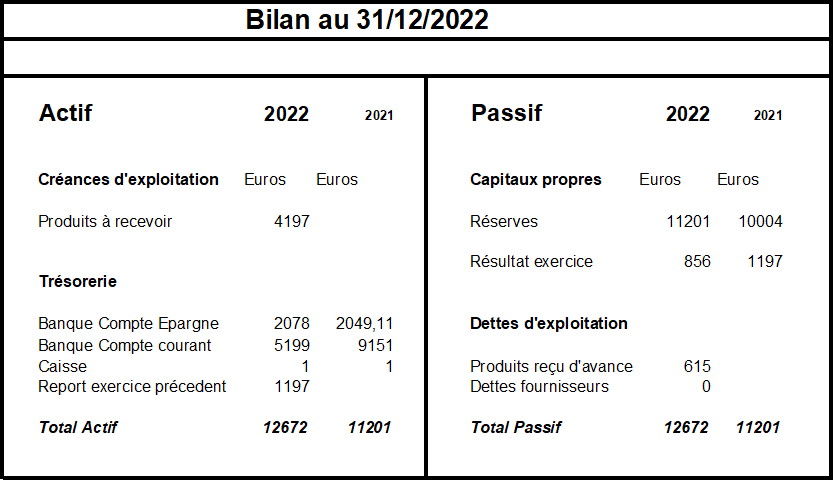 Bilan au 31/12/2022
Actif 2022 2021
Créances d'exploitation Euros Euros
Produits à recevoir 4197
Trésorerie
Banque Compte Epargne 2078 2049,11
Banque Compte courant 5199 9151
Caisse 1 1
Report exercice précedent 1197
Total Actif 12672 11201
Passif 2022 2021
Capitaux propres Euros Euros
Réserves 11201 10004
Résultat exercice 856 1197
Dettes d'exploitation
Produits reçu d'avance 615
Dettes fournisseurs 0
Total Passif 12672 11201